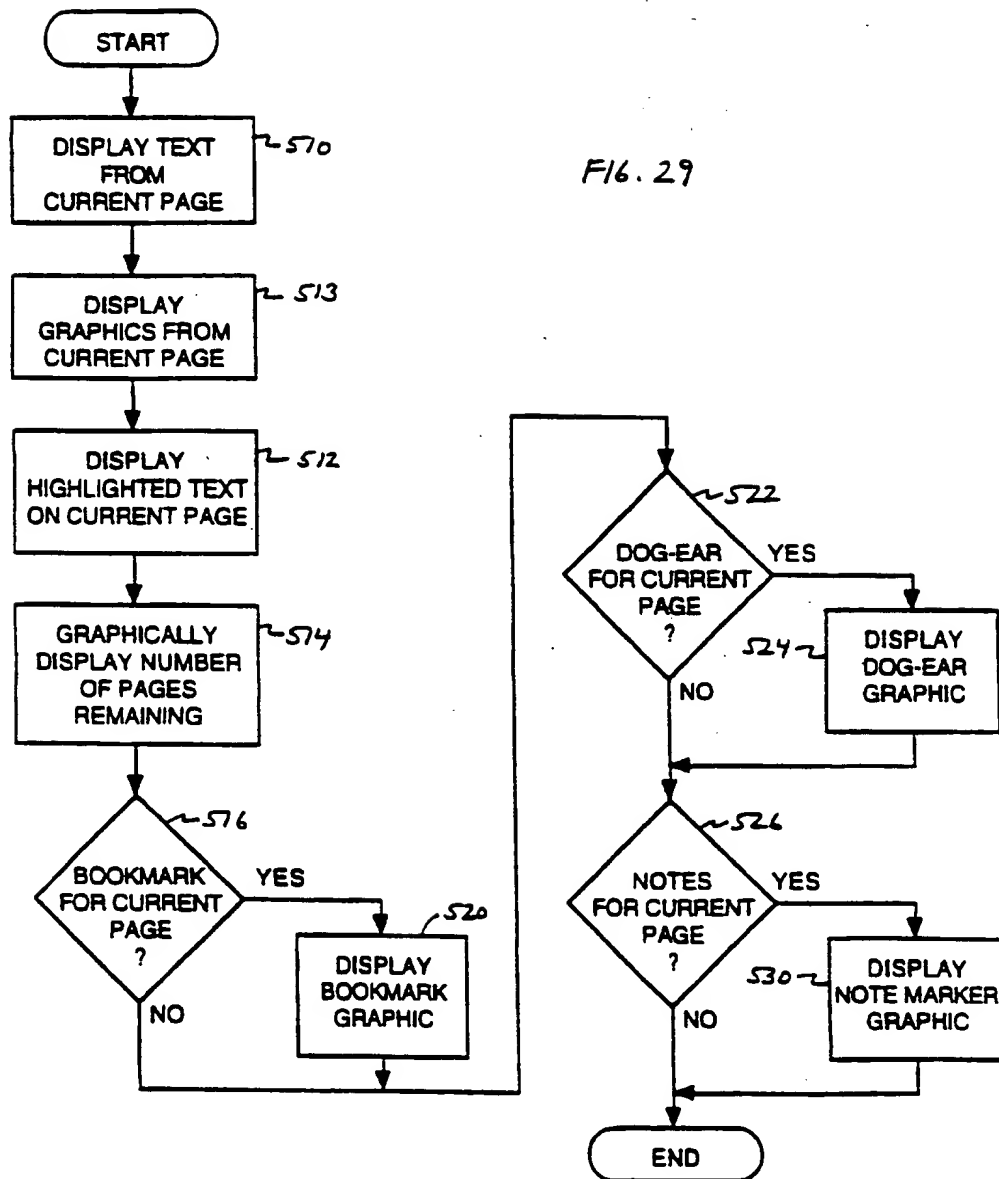 START
DISPLAY TEXT
FROM
CURRENT PAGE
510
FIG. 29
DISPLAY
GRAPHICS FROM
CURRENT PAGE
513
DISPLAY
HIGHLIGHTED TEXT
ON CURRENT PAGE
512
GRAPHICALLY
DISPLAY NUMBER
OF PAGES
REMAINING
514
BOOKMARK
FOR CURRENT
PAGE
?
516
YES
NO
520
DISPLAY
BOOKMARK
GRAPHIC
522
DOG-EAR
FOR CURRENT
PAGE
?
YES
NO
524
DISPLAY
DOG-EAR
GRAPHIC
526
NOTES
FOR CURRENT
PAGE
?
YES
NO
530
DISPLAY
NOTE MARKER
GRAPHIC
END